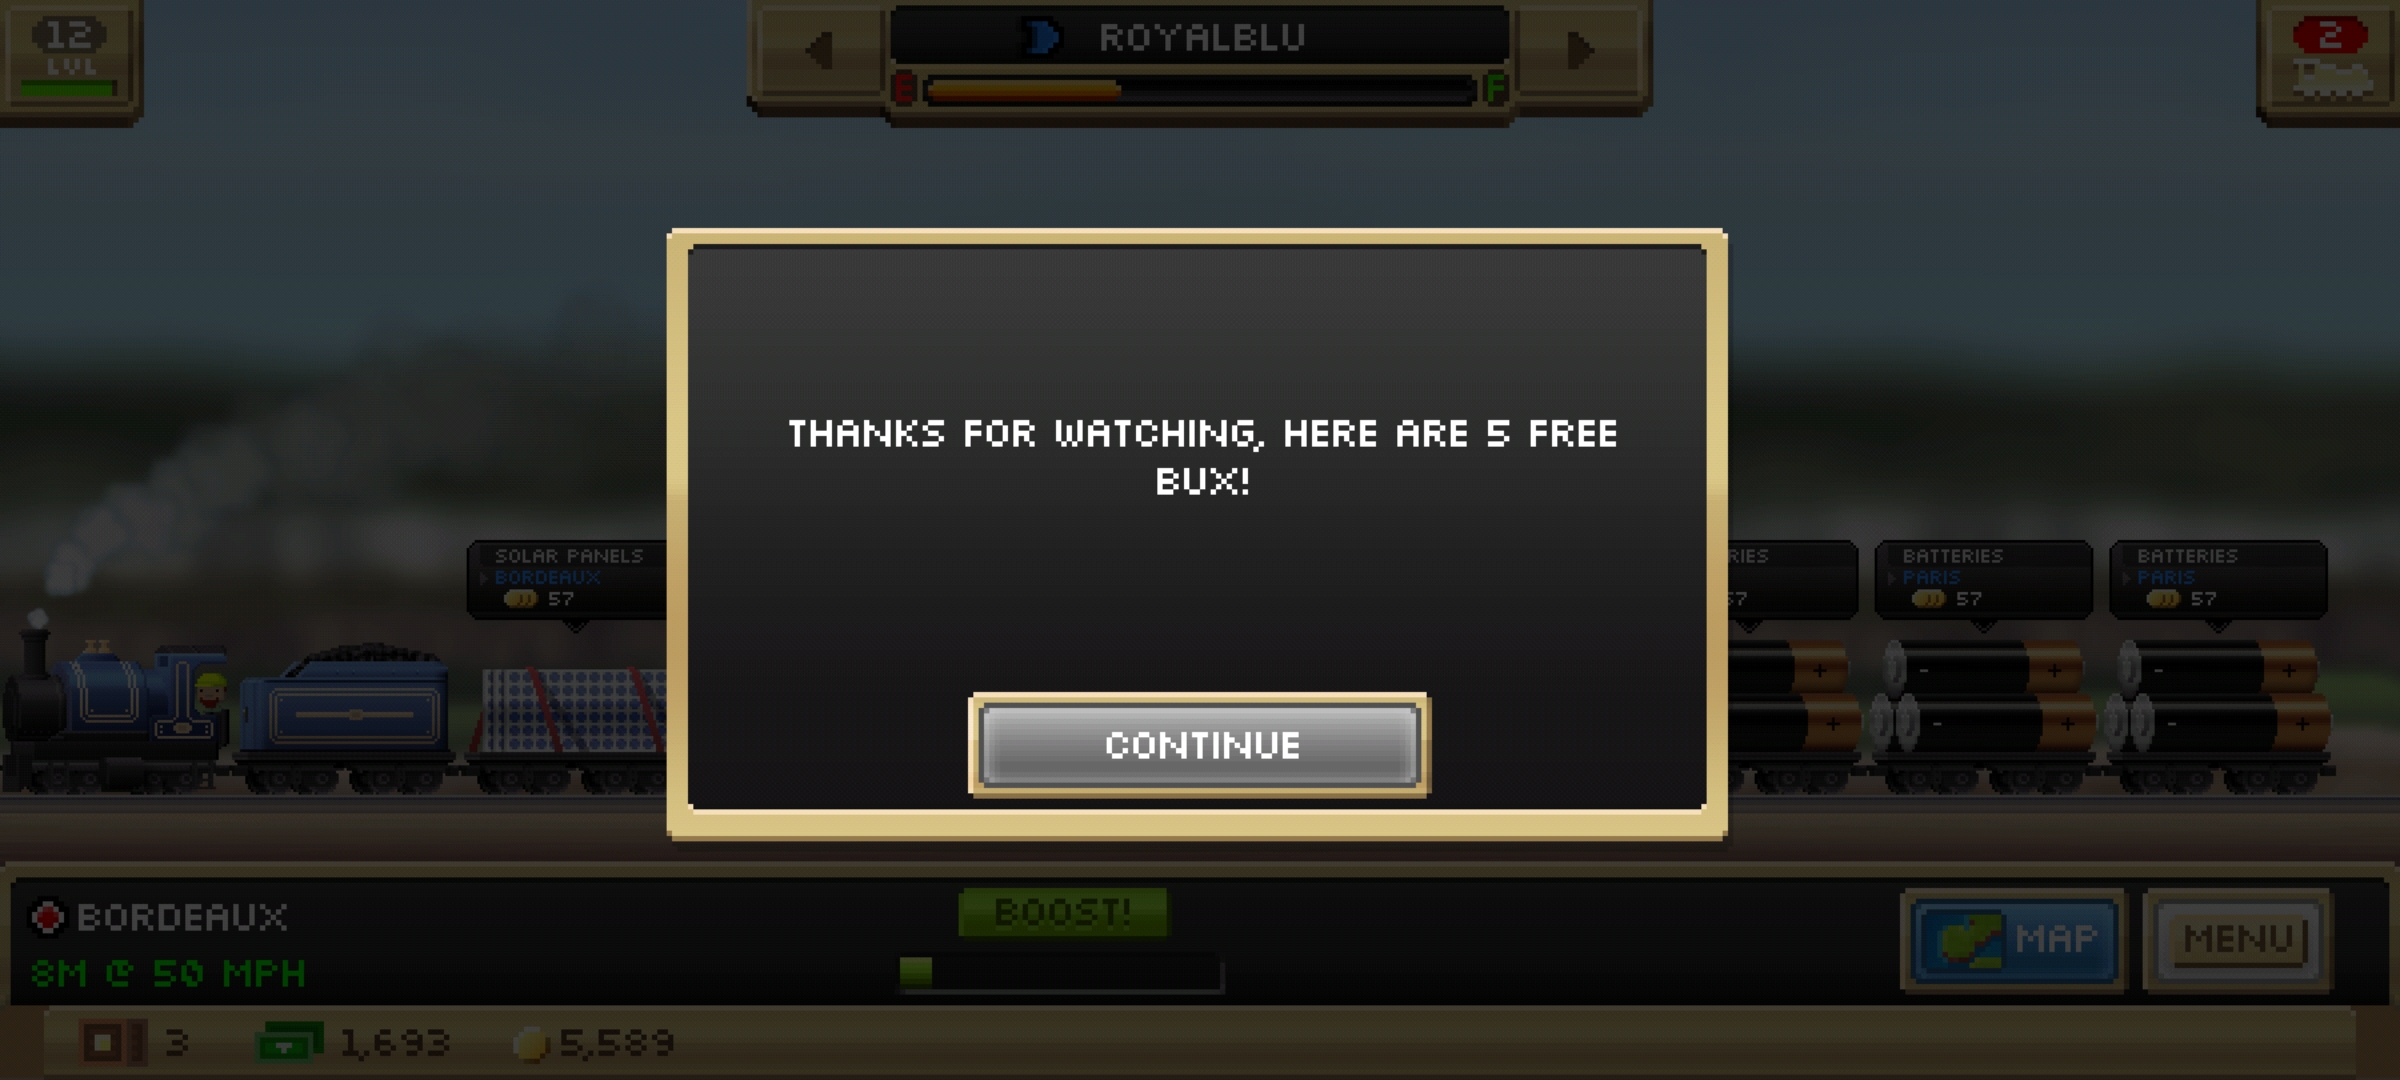 12
LVL
ROYALBLU
E
F
2
THANKS FOR WATCHING, HERE ARE 5 FREE
BUX!
SOLAR PANELS
BORDEAUX
57
57
BATTERIES
PARIS
57
BATTERIES
PARIS
57
CONTINUE
BORDEAUX
8M @ 50 MPH
BOOST!
MAP
MENU
3
1,693
5,589